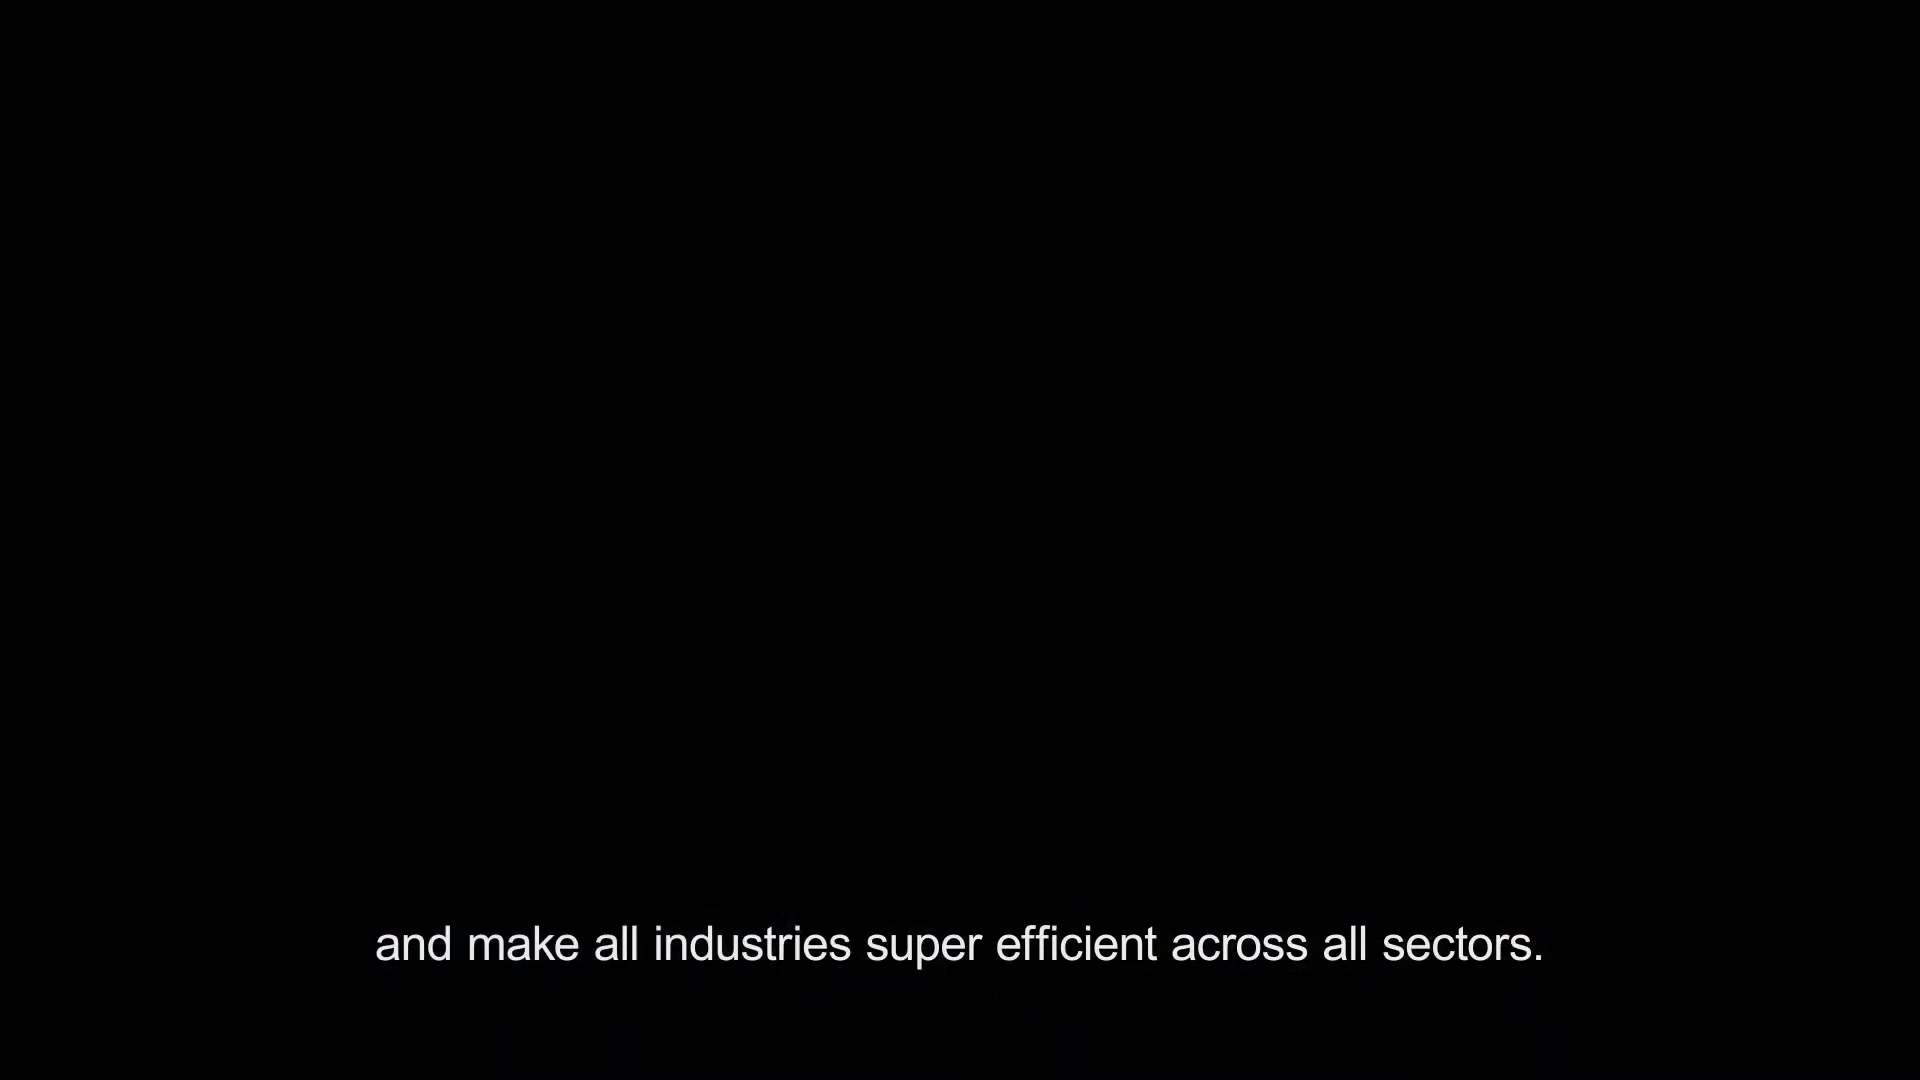 and make all industries super efficient across all sectors.